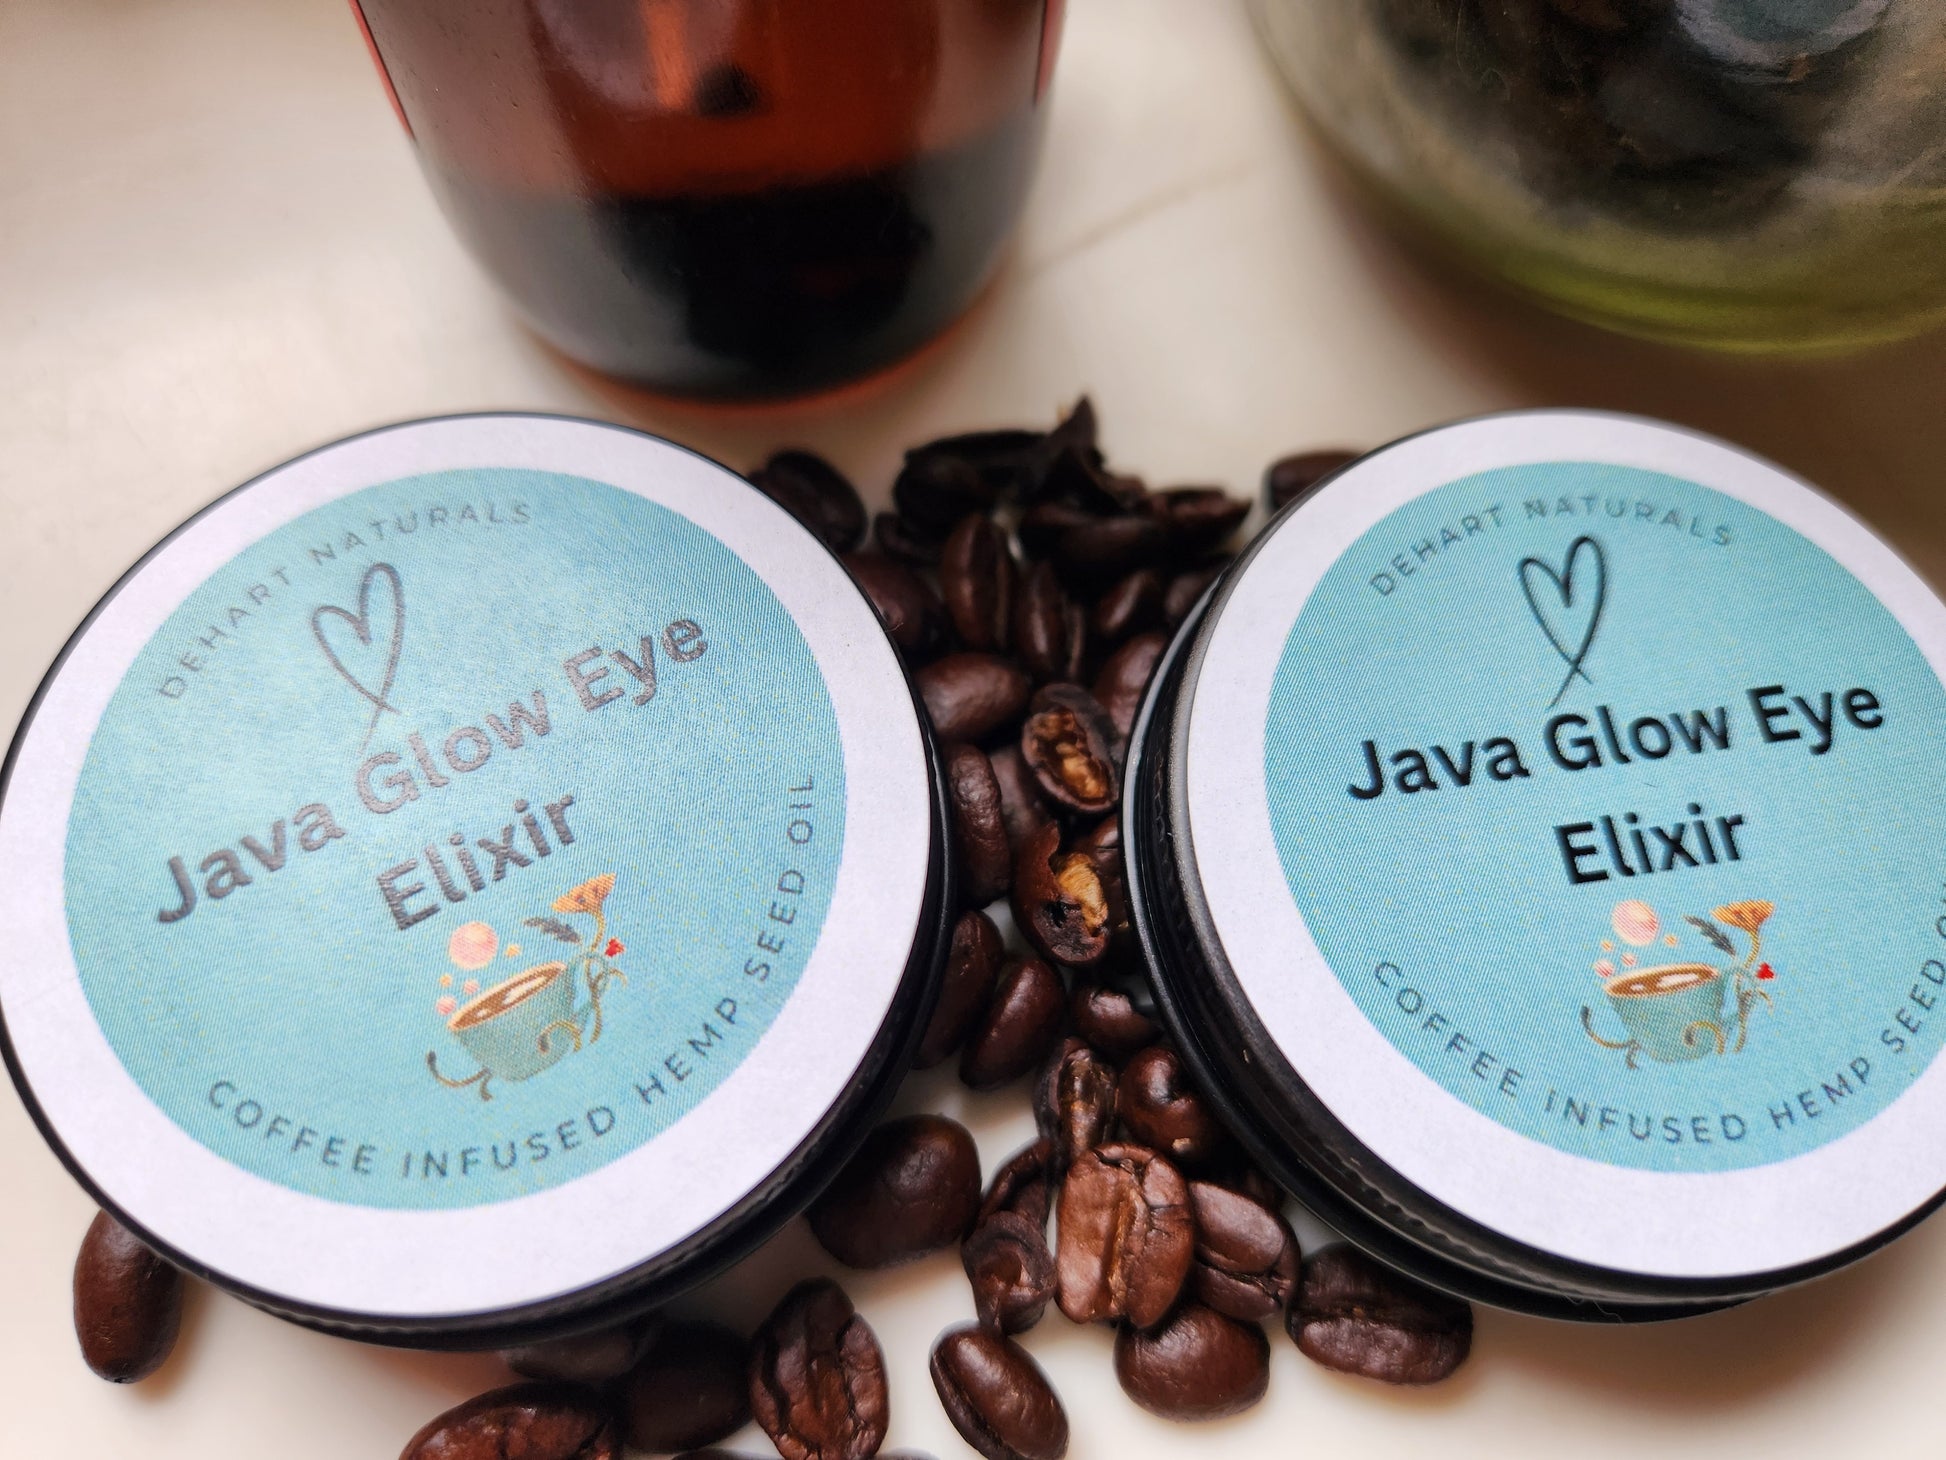 DEHART NATURALS
Java Glow Eye
Elixir
COFFEE INFUSED HEMP SEED OIL
DEHART NATURALS
Java Glow Eye
Elixir
COFFEE INFUSED HEMP SEED